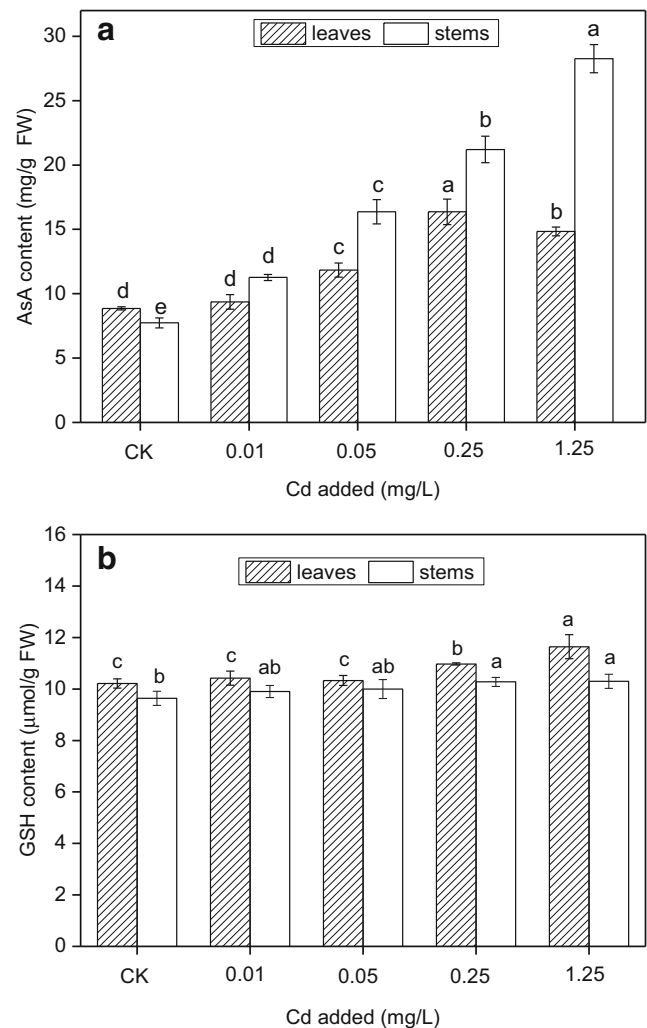 a
leaves stems
AsA content (mg/g FW)
30
25
20
15
10
5
0
d e d d c c a b b a
CK 0.01 0.05 0.25 1.25
Cd added (mg/L)
b
leaves stems
GSH content (μmol/g FW)
16
14
12
10
8
6
4
2
0
c b c ab c ab b a a a
CK 0.01 0.05 0.25 1.25
Cd added (mg/L)